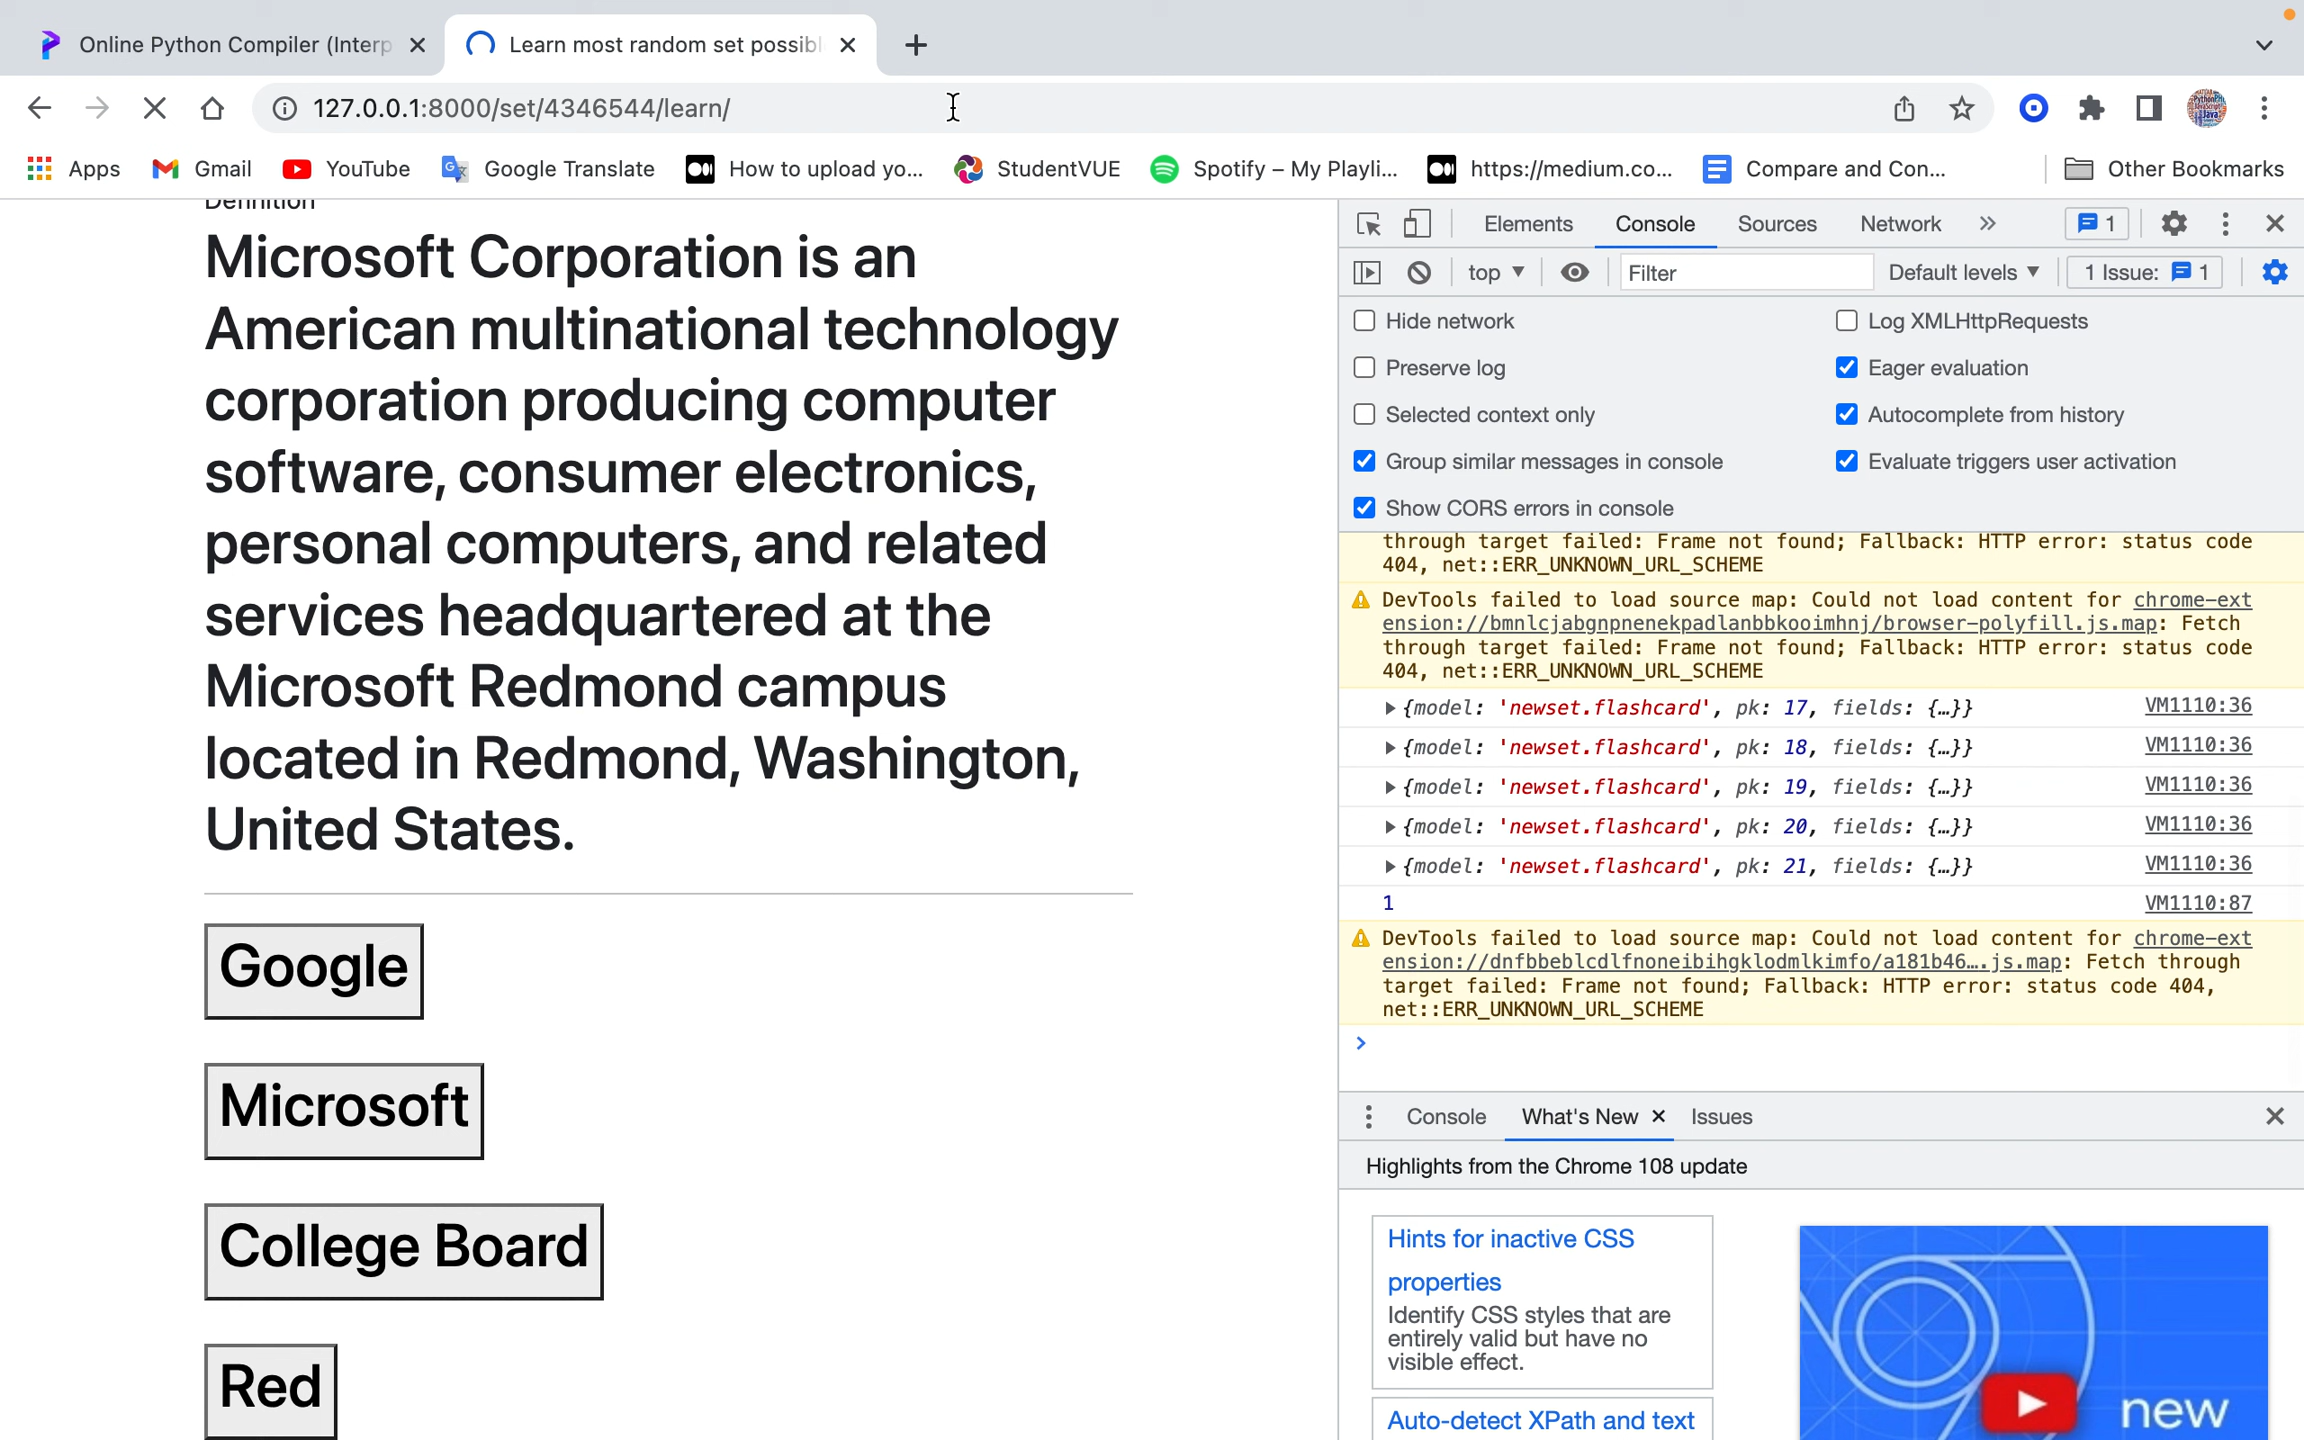 Online Python Compiler (Interp
Learn most random set possibl
127.0.0.1:8000/set/4346544/learn/
Apps
Gmail
YouTube
Google Translate
How to upload yo...
StudentVUE
Spotify – My Playli...
https://medium.co...
Compare and Con...
Other Bookmarks
Definition
Microsoft Corporation is an
American multinational technology
corporation producing computer
software, consumer electronics,
personal computers, and related
services headquartered at the
Microsoft Redmond campus
located in Redmond, Washington,
United States.
Google
Microsoft
College Board
Red
Elements
Console
Sources
Network
1
top
Filter
Default levels
1 Issue: 1
Hide network
Log XMLHttpRequests
Preserve log
Eager evaluation
Selected context only
Autocomplete from history
Group similar messages in console
Evaluate triggers user activation
Show CORS errors in console
through target failed: Frame not found; Fallback: HTTP error: status code
404, net::ERR_UNKNOWN_URL_SCHEME
DevTools failed to load source map: Could not load content for chrome-ext
ension://bmnlcjabgnpnenekpadlanbbkooimhnj/browser-polyfill.js.map: Fetch
through target failed: Frame not found; Fallback: HTTP error: status code
404, net::ERR_UNKNOWN_URL_SCHEME
{model: 'newset.flashcard', pk: 17, fields: {…}} VM1110:36
{model: 'newset.flashcard', pk: 18, fields: {…}} VM1110:36
{model: 'newset.flashcard', pk: 19, fields: {…}} VM1110:36
{model: 'newset.flashcard', pk: 20, fields: {…}} VM1110:36
{model: 'newset.flashcard', pk: 21, fields: {…}} VM1110:36
1 VM1110:87
DevTools failed to load source map: Could not load content for chrome-ext
ension://dnfbbeblcdlfnoneibihgklodmlkimfo/a181b46….js.map: Fetch through
target failed: Frame not found; Fallback: HTTP error: status code 404,
net::ERR_UNKNOWN_URL_SCHEME
Console
What's New
Issues
Highlights from the Chrome 108 update
Hints for inactive CSS
properties
Identify CSS styles that are
entirely valid but have no
visible effect.
Auto-detect XPath and text
new